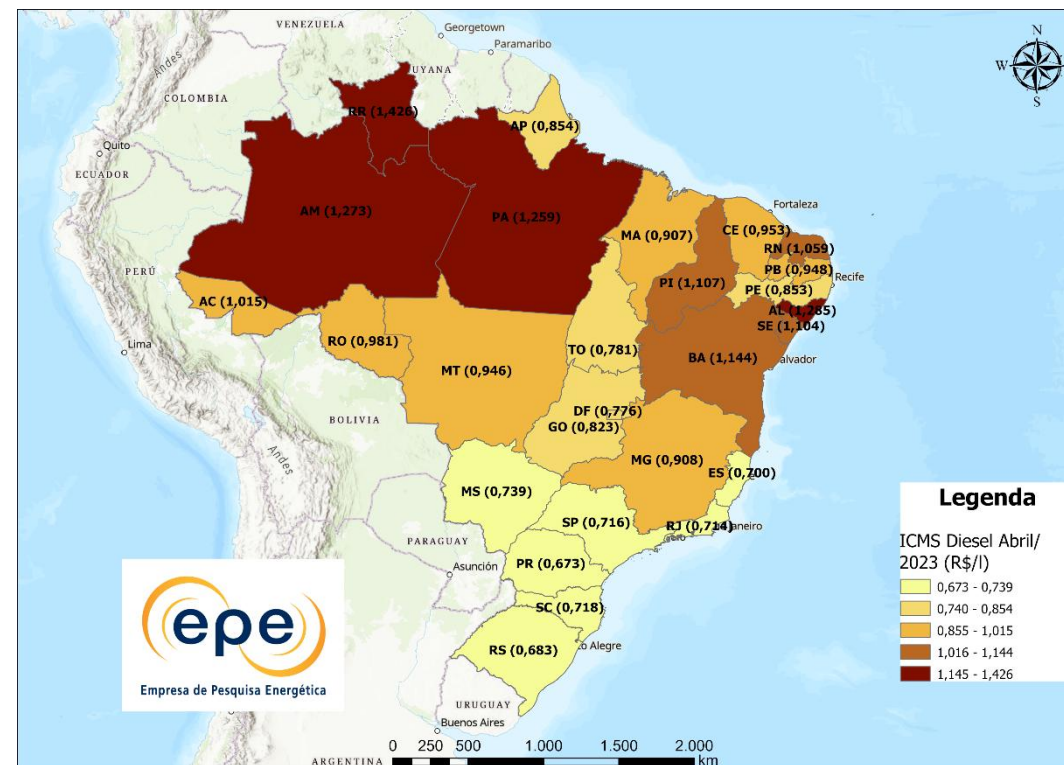 VENEZUELA
Georgetown
Paramaribo
N
W
E
S
Andes
UYANA
COLOMBIA
RR (1,426)
AP (0,854)
Quito
ECUADOR
AM (1,273)
PA (1,259)
MA (0,907)
Fortaleza
CE (0,953)
RN (1,059)
PB (0,948)
Recife
PERÚ
PI (1,107)
PE (0,853)
AC (1,015)
AL (1,285)
SE (1,104)
RO (0,981)
TO (0,781)
BA (1,144)
alvador
Lima
MT (0,946)
DF (0,776)
BOLIVIA
GO (0,823)
Andes
MG (0,908)
ES (0,700)
MS (0,739)
SP (0,716)
RJ (0,714)
aneiro
PARAGUAY
PR (0,673)
Asunción
SC (0,718)
RS (0,683)
o Alegre
URUGUAY
Buenos Aires
ARGENTINA
epe
Empresa de Pesquisa Energética
Legenda
ICMS Diesel Abril/
2023 (R$/l)
0,673 - 0,739
0,740 - 0,854
0,855 - 1,015
1,016 - 1,144
1,145 - 1,426
0 250 500 1.000 1.500 2.000
km